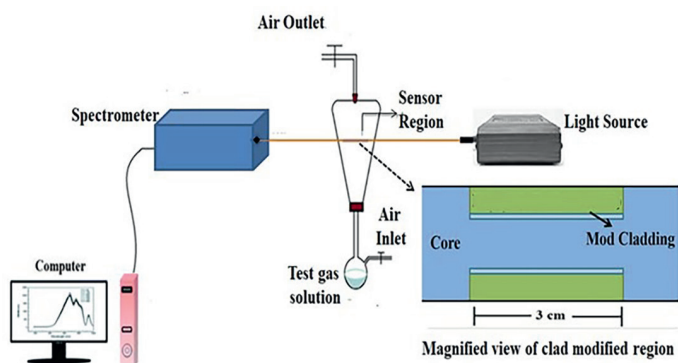 Air Outlet
Spectrometer
Sensor
Region
Light Source
Air
Inlet
Test gas
solution
Core
Mod Cladding
3 cm
Computer
Magnified view of clad modified region